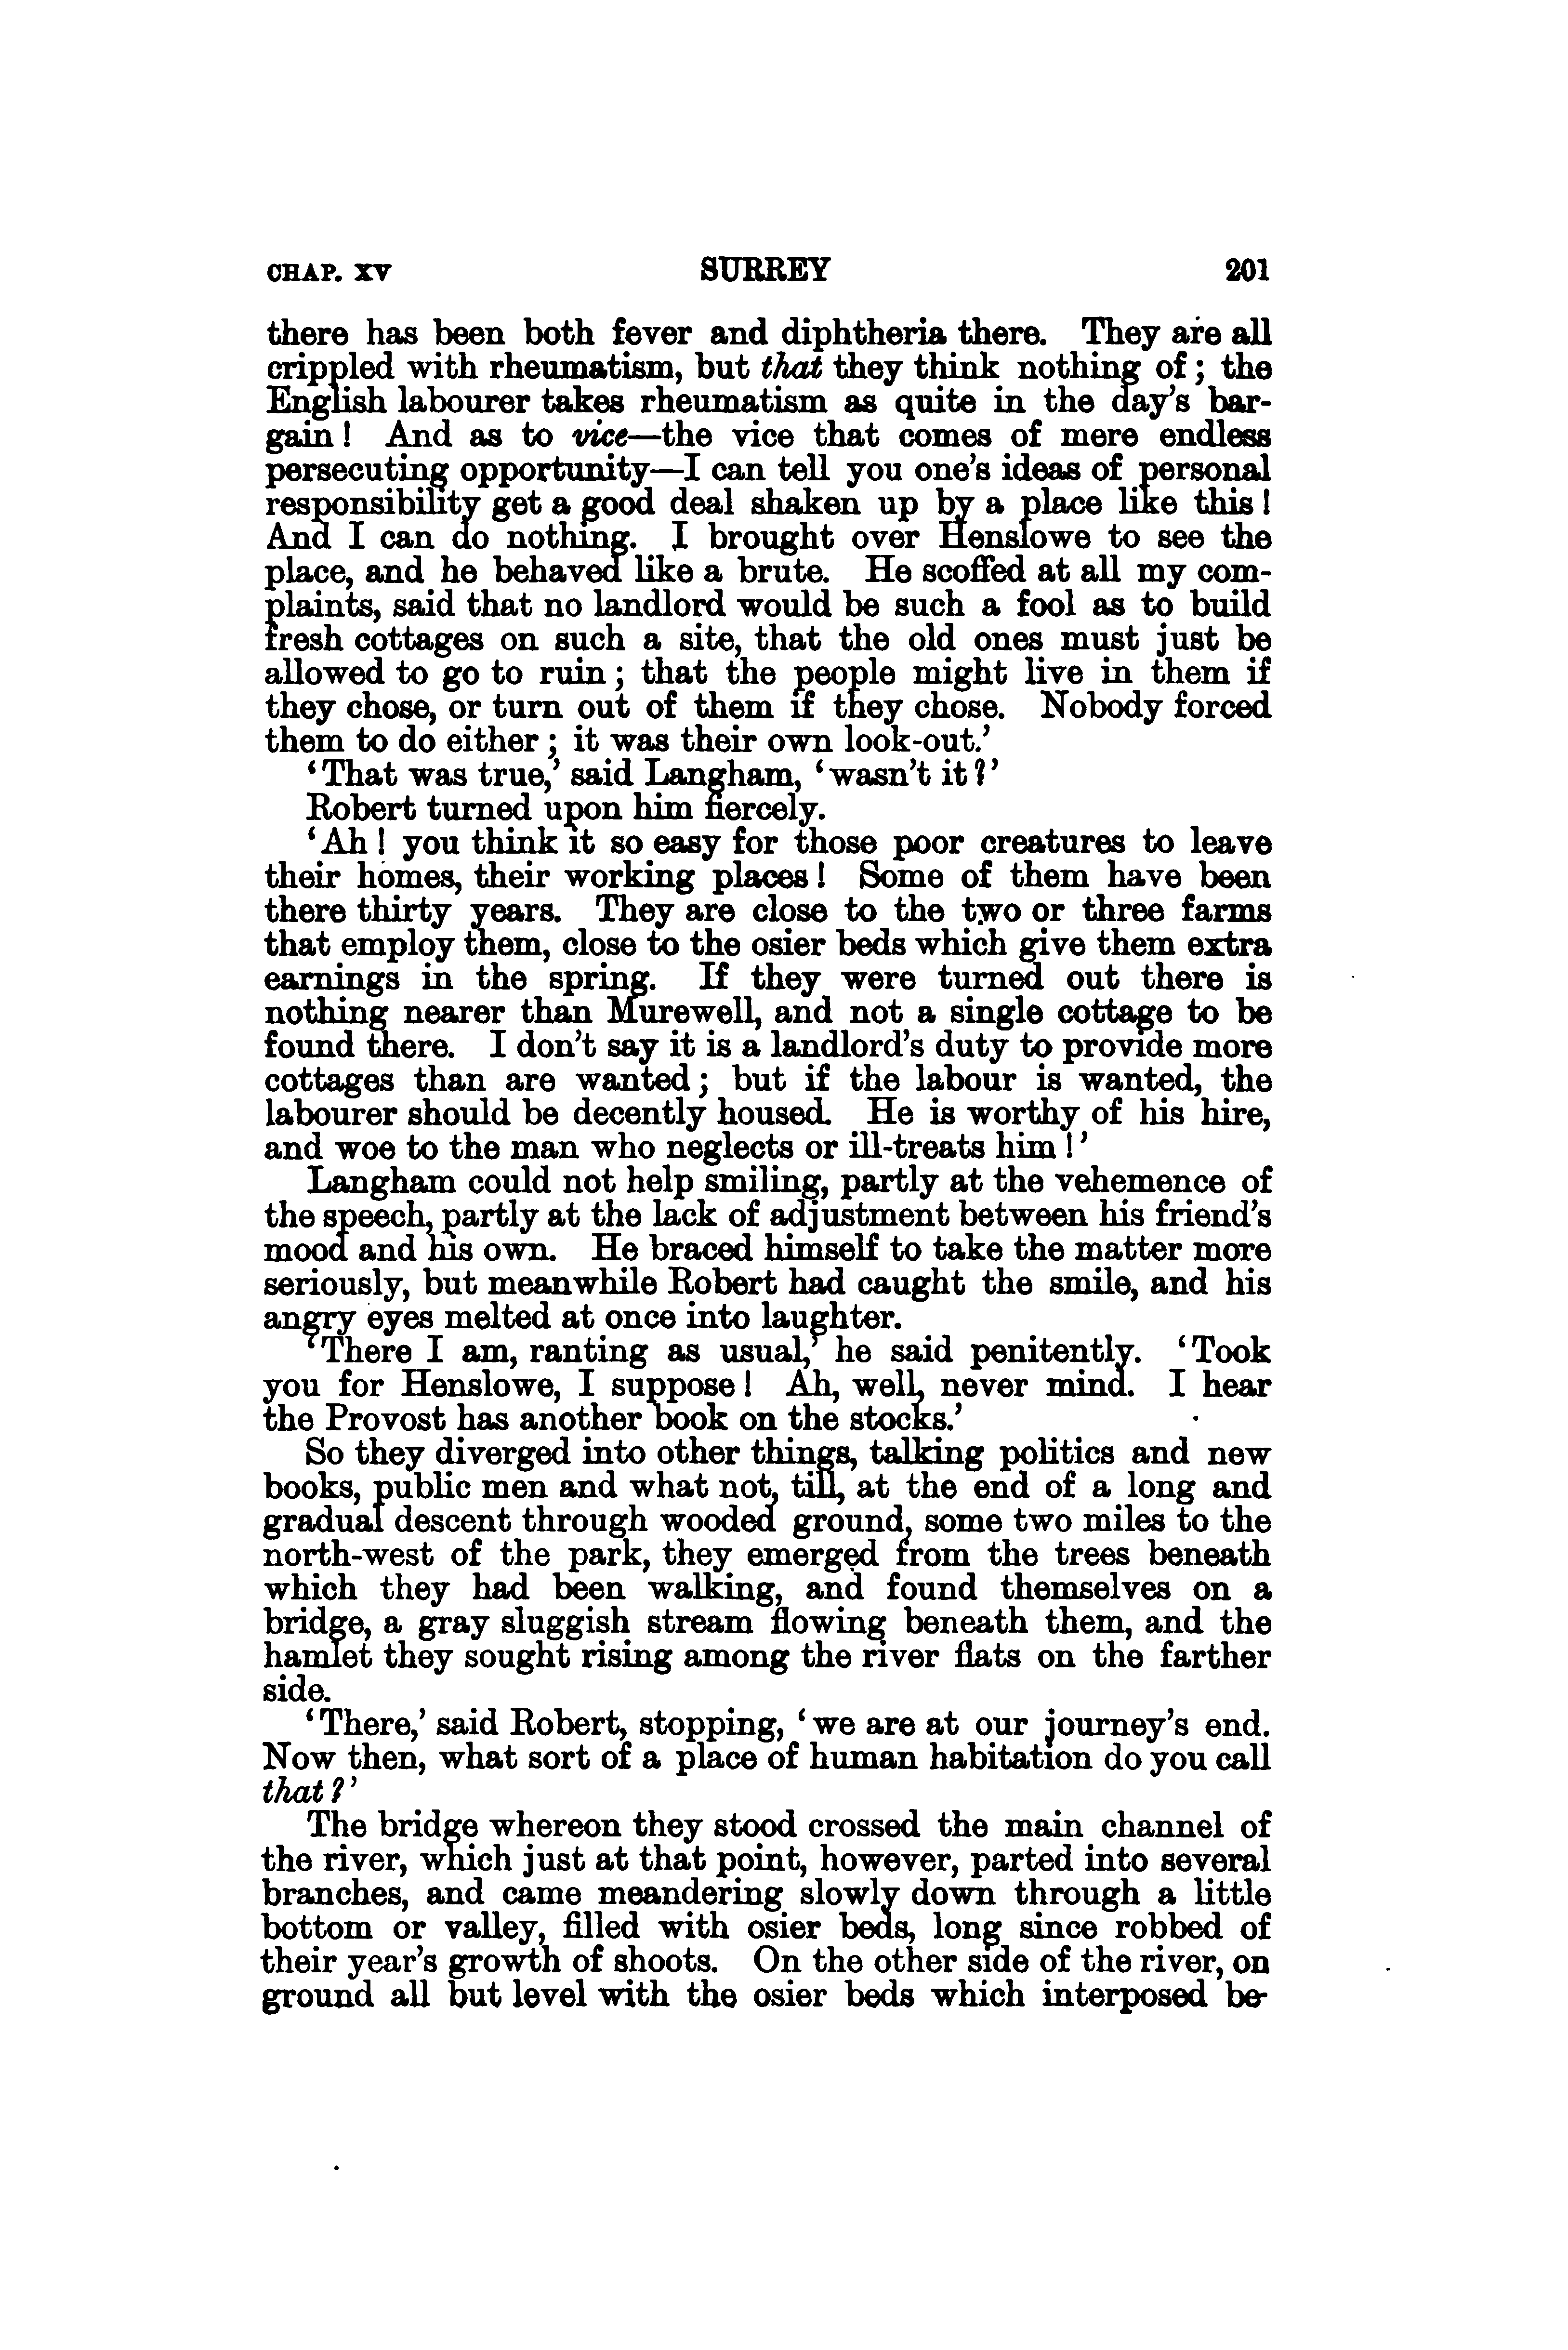 CHAP. XV SURREY 201
there has been both fever and diphtheria there. They are all
crippled with rheumatism, but that they think nothing of; the
English labourer takes rheumatism as quite in the day's bar-
gain! And as to vice—the vice that comes of mere endless
persecuting opportunity—I can tell you one's ideas of personal
responsibility get a good deal shaken up by a place like this!
And I can do nothing. I brought over Henslowe to see the
place, and he behaved like a brute. He scoffed at all my com-
plaints, said that no landlord would be such a fool as to build
fresh cottages on such a site, that the old ones must just be
allowed to go to ruin; that the people might live in them if
they chose, or turn out of them if they chose. Nobody forced
them to do either; it was their own look-out.'
'That was true,' said Langham, 'wasn't it?'
Robert turned upon him fiercely.
'Ah! you think it so easy for those poor creatures to leave
their homes, their working places! Some of them have been
there thirty years. They are close to the two or three farms
that employ them, close to the osier beds which give them extra
earnings in the spring. If they were turned out there is
nothing nearer than Murewell, and not a single cottage to be
found there. I don't say it is a landlord's duty to provide more
cottages than are wanted; but if the labour is wanted, the
labourer should be decently housed. He is worthy of his hire,
and woe to the man who neglects or ill-treats him!'
Langham could not help smiling, partly at the vehemence of
the speech, partly at the lack of adjustment between his friend's
mood and his own. He braced himself to take the matter more
seriously, but meanwhile Robert had caught the smile, and his
angry eyes melted at once into laughter.
'There I am, ranting as usual,' he said penitently. 'Took
you for Henslowe, I suppose! Ah, well, never mind. I hear
the Provost has another book on the stocks.'
So they diverged into other things, talking politics and new
books, public men and what not, till, at the end of a long and
gradual descent through wooded ground, some two miles to the
north-west of the park, they emerged from the trees beneath
which they had been walking, and found themselves on a
bridge, a gray sluggish stream flowing beneath them, and the
hamlet they sought rising among the river flats on the farther
side.
'There,' said Robert, stopping, 'we are at our journey's end.
Now then, what sort of a place of human habitation do you call
that?'
The bridge whereon they stood crossed the main channel of
the river, which just at that point, however, parted into several
branches, and came meandering slowly down through a little
bottom or valley, filled with osier beds, long since robbed of
their year's growth of shoots. On the other side of the river, on
ground all but level with the osier beds which interposed be-